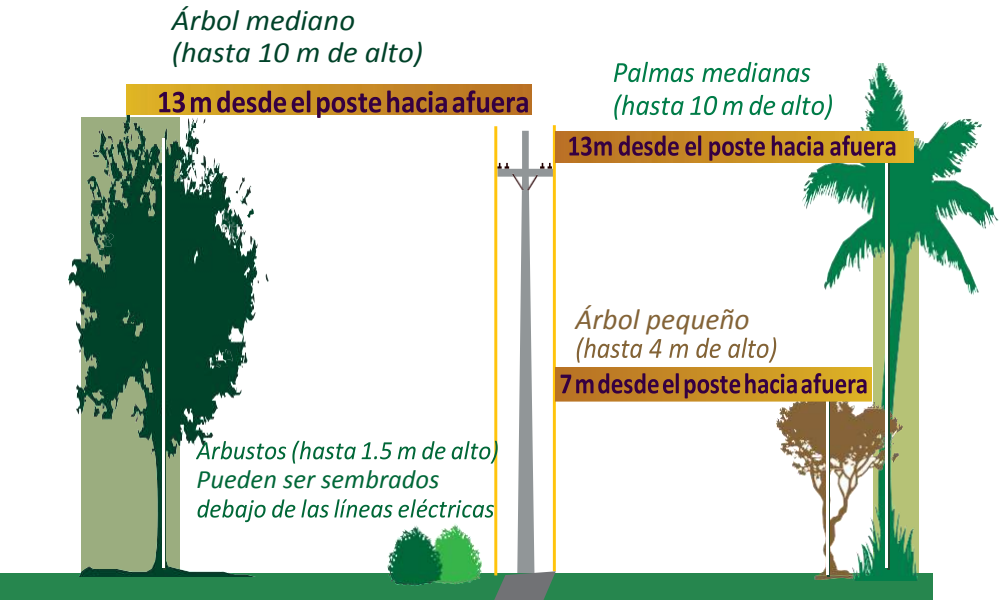 Árbol mediano
(hasta 10 m de alto)
13 m desde el poste hacia afuera
Palmas medianas
(hasta 10 m de alto)
13m desde el poste hacia afuera
Árbol pequeño
(hasta 4 m de alto)
7 m desde el poste hacia afuera
Arbustos (hasta 1.5 m de alto)
Pueden ser sembrados
debajo de las líneas eléctricas